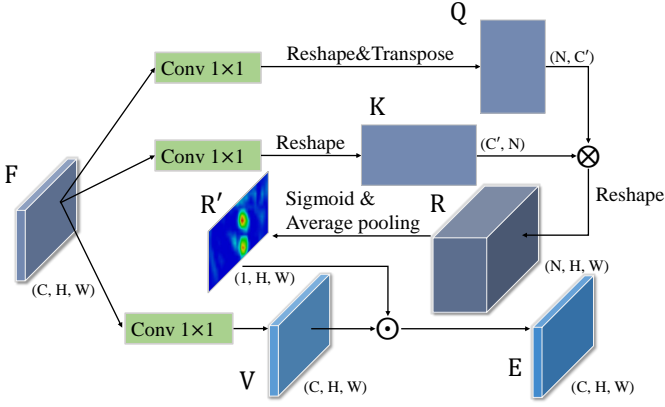 Q
Conv 1×1
Reshape&Transpose
(N, C′)
K
Conv 1×1
Reshape
(C′, N)
⊗
Reshape
F
(C, H, W)
R′
Sigmoid &
Average pooling
R
(1, H, W)
(N, H, W)
Conv 1×1
V
(C, H, W)
⊙
E
(C, H, W)